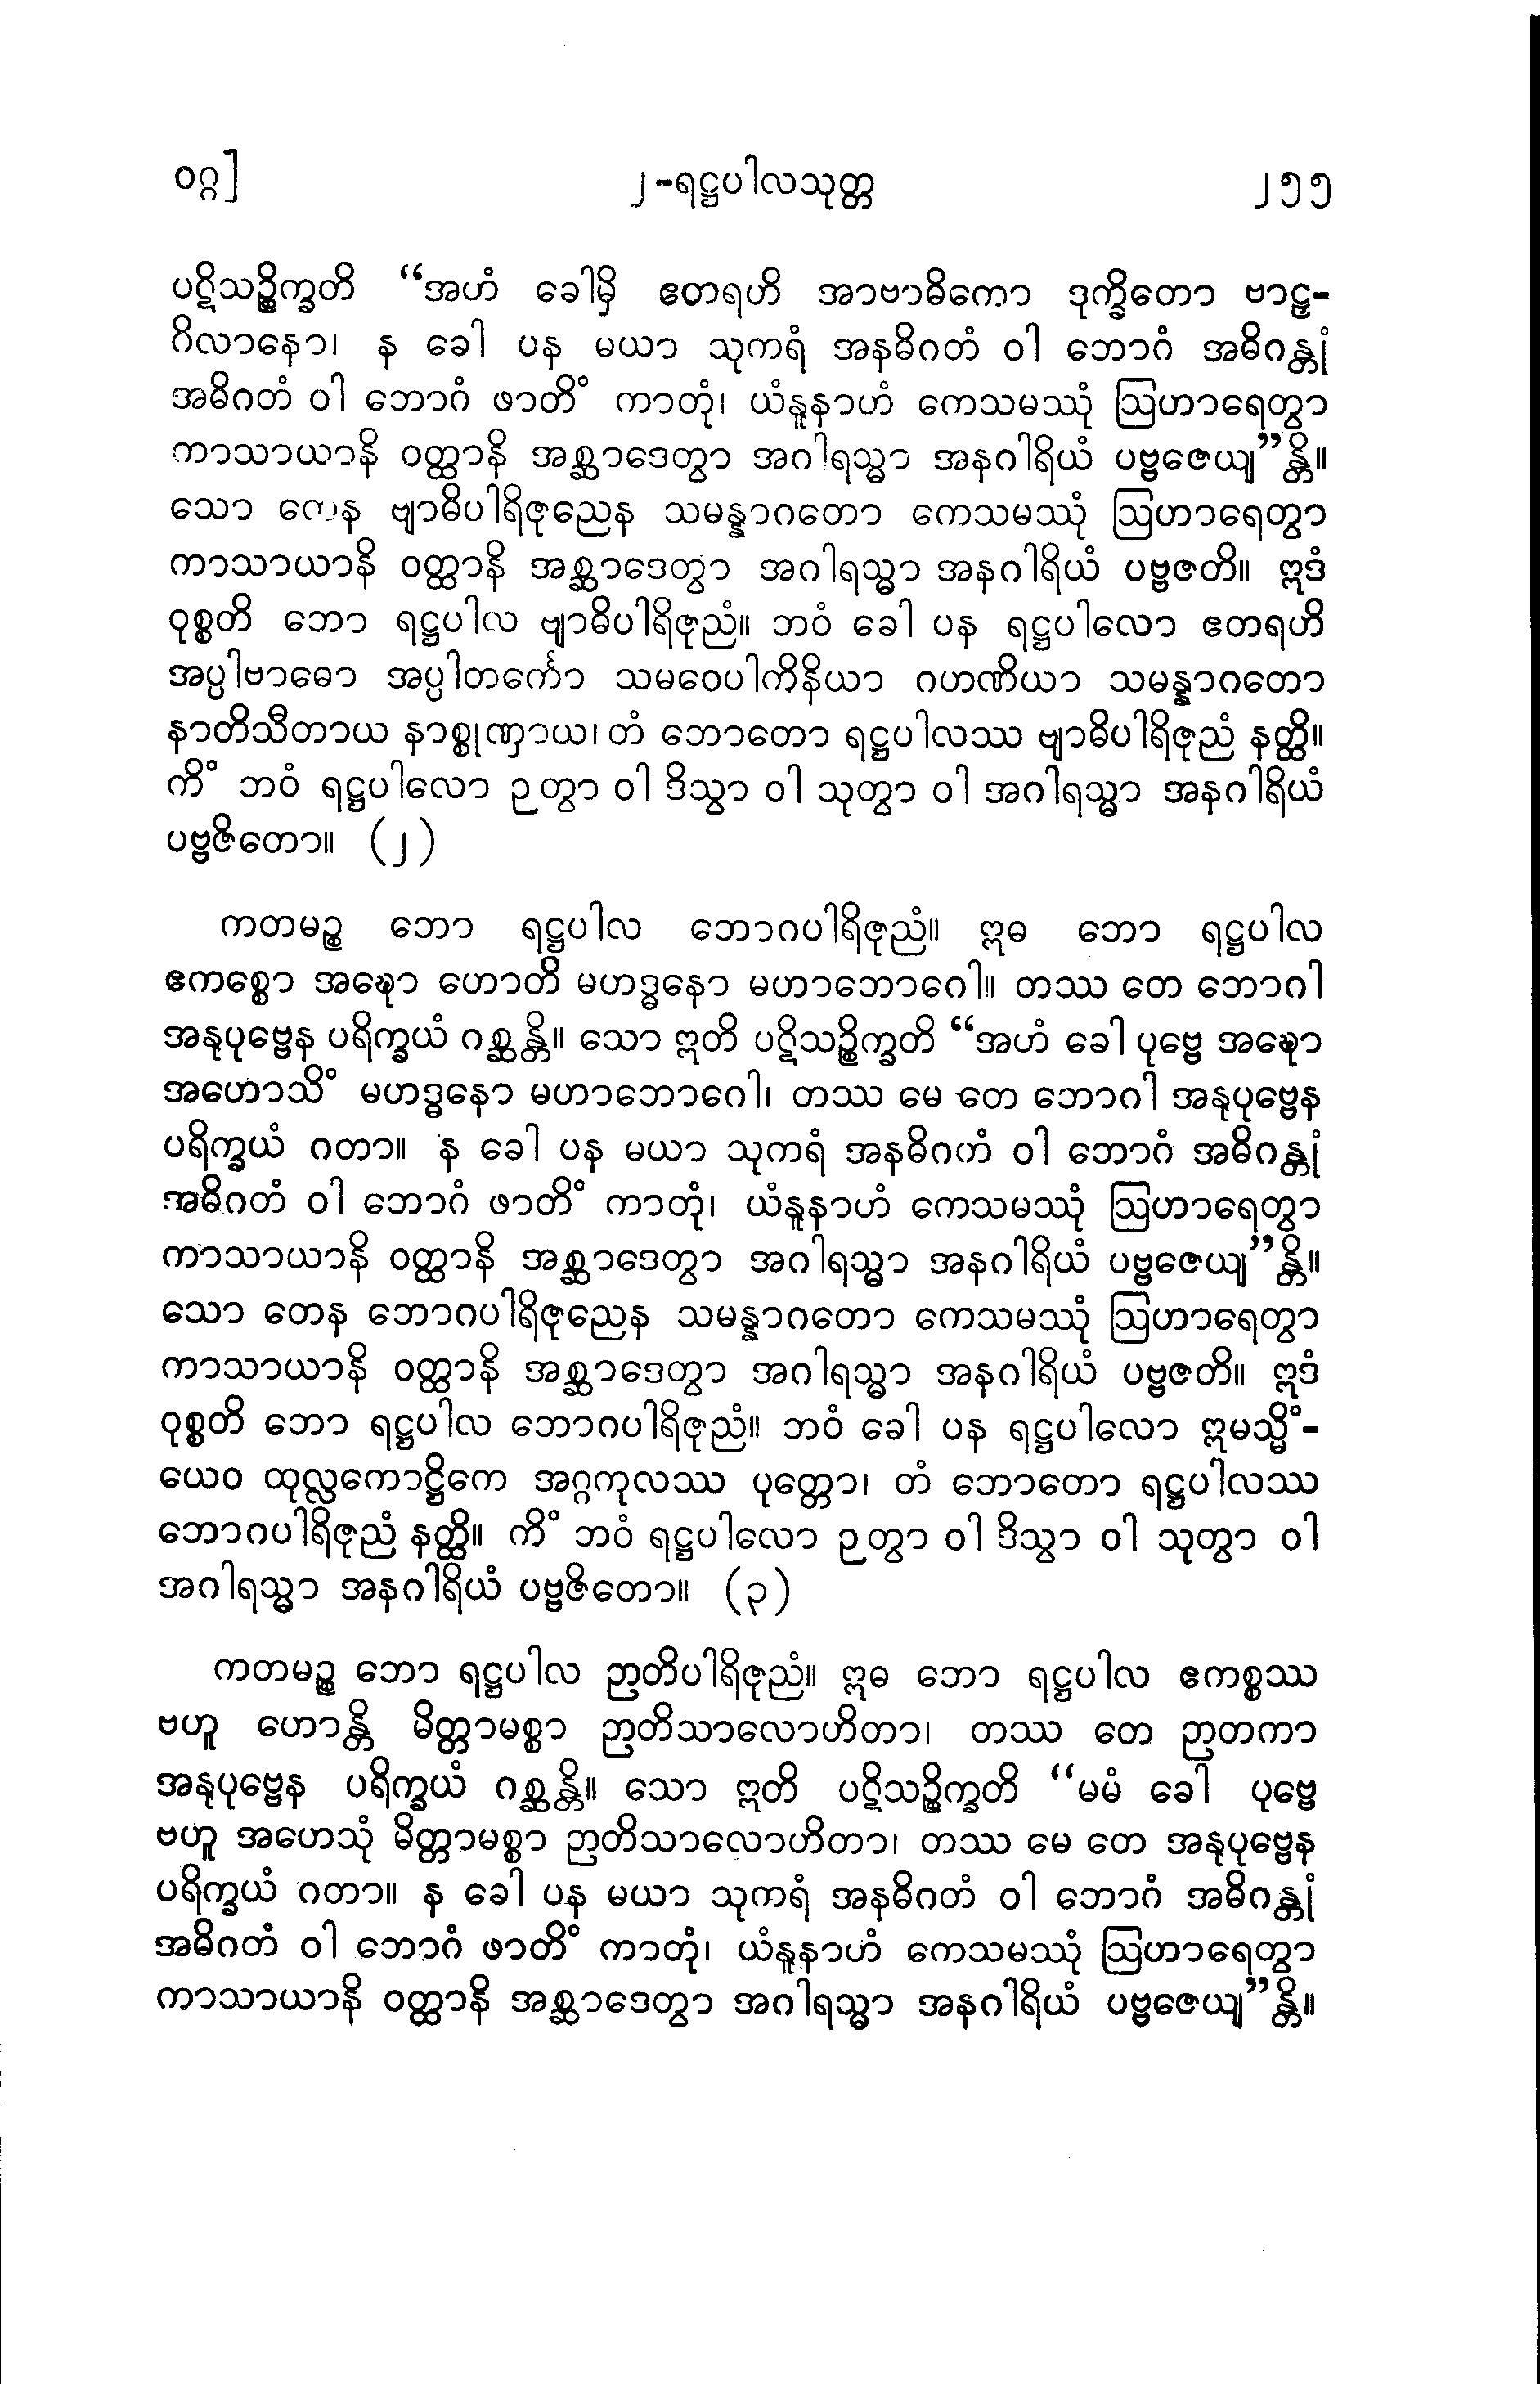 ဝဂ္ဂ]
၂-ရဋ္ဌပါလသုတ္တ
၂၅၅
ပဋိသဉ္စိက္ခတိ “အဟံ ခေါမှိ ဧတရဟိ အာဗာဓိကော ဒုက္ခိတော ဗာဠှ-
ဂိလာနော၊ န ခေါ ပန မယာ သုကရံ အနဓိဂတံ ဝါ ဘောဂံ အဓိဂန္တုံ
အဓိဂတံ ဝါ ဘောဂံ ဖာတိံ ကာတုံ၊ ယံနူနာဟံ ကေသမဿုံ ဩဟာရေတွာ
ကာသာယာနိ ဝတ္ထာနိ အစ္ဆာဒေတွာ အဂါရသ္မာ အနဂါရိယံ ပဗ္ဗဇေယျ”န္တိ။
သော တေန ဗျာဓိပါရိဇုညေန သမန္နာဂတော ကေသမဿုံ ဩဟာရေတွာ
ကာသာယာနိ ဝတ္ထာနိ အစ္ဆာဒေတွာ အဂါရသ္မာ အနဂါရိယံ ပဗ္ဗဇတိ။ ဣဒံ
ဝုစ္စတိ ဘော ရဋ္ဌပါလ ဗျာဓိပါရိဇုညံ။ ဘဝံ ခေါ ပန ရဋ္ဌပါလော ဧတရဟိ
အပ္ပါဗာဓော အပ္ပါတင်္ကော သမဝေပါကိနိယာ ဂဟဏိယာ သမန္နာဂတော
နာတိသီတာယ နာစ္စုဏှာယ၊ တံ ဘောတော ရဋ္ဌပါလဿ ဗျာဓိပါရိဇုညံ နတ္ထိ။
ကိံ ဘဝံ ရဋ္ဌပါလော ဉတွာ ဝါ ဒိသွာ ဝါ သုတွာ ဝါ အဂါရသ္မာ အနဂါရိယံ
ပဗ္ဗဇိတော။ (၂)
ကတမဉ္စ ဘော ရဋ္ဌပါလ ဘောဂပါရိဇုညံ။ ဣဓ ဘော ရဋ္ဌပါလ
ဧကစ္စော အဍ္ဎော ဟောတိ မဟဒ္ဓနော မဟာဘောဂေါ။ တဿ တေ ဘောဂါ
အနုပုဗ္ဗေန ပရိက္ခယံ ဂစ္ဆန္တိ။ သော ဣတိ ပဋိသဉ္စိက္ခတိ “အဟံ ခေါ ပုဗ္ဗေ အဍ္ဎော
အဟောသိံ မဟဒ္ဓနော မဟာဘောဂေါ၊ တဿ မေ တေ ဘောဂါ အနုပုဗ္ဗေန
ပရိက္ခယံ ဂတာ။ န ခေါ ပန မယာ သုကရံ အနဓိဂတံ ဝါ ဘောဂံ အဓိဂန္တုံ
အဓိဂတံ ဝါ ဘောဂံ ဖာတိံ ကာတုံ၊ ယံနူနာဟံ ကေသမဿုံ ဩဟာရေတွာ
ကာသာယာနိ ဝတ္ထာနိ အစ္ဆာဒေတွာ အဂါရသ္မာ အနဂါရိယံ ပဗ္ဗဇေယျ”န္တိ။
သော တေန ဘောဂပါရိဇုညေန သမန္နာဂတော ကေသမဿုံ ဩဟာရေတွာ
ကာသာယာနိ ဝတ္ထာနိ အစ္ဆာဒေတွာ အဂါရသ္မာ အနဂါရိယံ ပဗ္ဗဇတိ။ ဣဒံ
ဝုစ္စတိ ဘော ရဋ္ဌပါလ ဘောဂပါရိဇုညံ။ ဘဝံ ခေါ ပန ရဋ္ဌပါလော ဣမသ္မိံ-
ယေဝ ထုလ္လကောဋ္ဌိကေ အဂ္ဂကုလဿ ပုတ္တော၊ တံ ဘောတော ရဋ္ဌပါလဿ
ဘောဂပါရိဇုညံ နတ္ထိ။ ကိံ ဘဝံ ရဋ္ဌပါလော ဉတွာ ဝါ ဒိသွာ ဝါ သုတွာ ဝါ
အဂါရသ္မာ အနဂါရိယံ ပဗ္ဗဇိတော။ (၃)
ကတမဉ္စ ဘော ရဋ္ဌပါလ ဉာတိပါရိဇုညံ။ ဣဓ ဘော ရဋ္ဌပါလ ဧကစ္စဿ
ဗဟူ ဟောန္တိ မိတ္တာမစ္စာ ဉာတိသာလောဟိတာ၊ တဿ တေ ဉာတကာ
အနုပုဗ္ဗေန ပရိက္ခယံ ဂစ္ဆန္တိ။ သော ဣတိ ပဋိသဉ္စိက္ခတိ “မမံ ခေါ ပုဗ္ဗေ
ဗဟူ အဟေသုံ မိတ္တာမစ္စာ ဉာတိသာလောဟိတာ၊ တဿ မေ တေ အနုပုဗ္ဗေန
ပရိက္ခယံ ဂတာ။ န ခေါ ပန မယာ သုကရံ အနဓိဂတံ ဝါ ဘောဂံ အဓိဂန္တုံ
အဓိဂတံ ဝါ ဘောဂံ ဖာတိံ ကာတုံ၊ ယံနူနာဟံ ကေသမဿုံ ဩဟာရေတွာ
ကာသာယာနိ ဝတ္ထာနိ အစ္ဆာဒေတွာ အဂါရသ္မာ အနဂါရိယံ ပဗ္ဗဇေယျ”န္တိ။